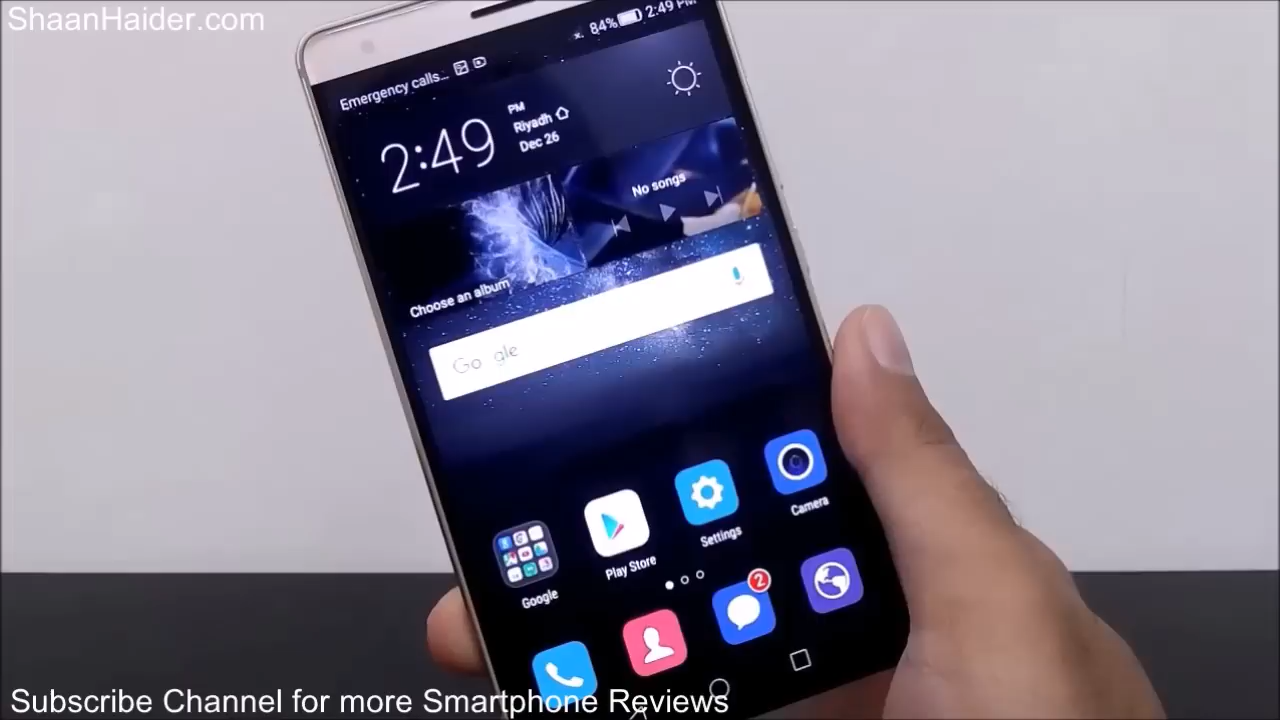 ShaanHaider.com
84% 2:49 PM
Emergency calls...
2:49
PM
Riyadh
Dec 26
No songs
Choose an album
Google
Camera
Settings
Play Store
Google
2
Subscribe Channel for more Smartphone Reviews